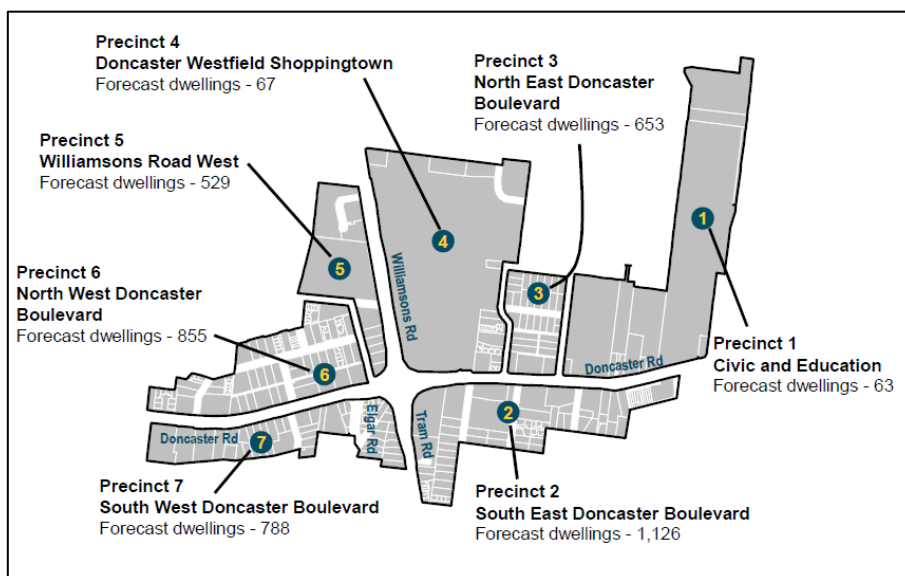 Precinct 4
Doncaster Westfield Shoppingtown
Forecast dwellings - 67
Precinct 3
North East Doncaster
Boulevard
Forecast dwellings - 653
Precinct 5
Williamsons Road West
Forecast dwellings - 529
1
4
5
3
Williamsons Rd
Precinct 6
North West Doncaster
Boulevard
Forecast dwellings - 855
Precinct 1
Civic and Education
Forecast dwellings - 63
Doncaster Rd
6
2
Elgar Rd
Tram Rd
Doncaster Rd
7
Precinct 7
South West Doncaster Boulevard
Forecast dwellings - 788
Precinct 2
South East Doncaster Boulevard
Forecast dwellings - 1,126